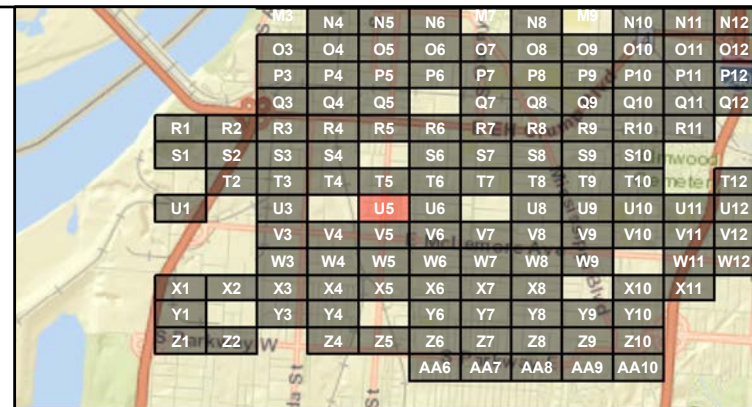 M3 N4 N5 N6 M7 N8 M9 N10 N11 N12
O3 O4 O5 O6 O7 O8 O9 O10 O11 O12
P3 P4 P5 P6 P7 P8 P9 P10 P11 P12
Q3 Q4 Q5 Q7 Q8 Q9 Q10 Q11 Q12
R1 R2 R3 R4 R5 R6 R7 R8 R9 R10 R11
S1 S2 S3 S4 S6 S7 S8 S9 S10
T2 T3 T4 T5 T6 T7 T8 T9 T10 T12
U1 U3 U5 U6 U8 U9 U10 U11 U12
V3 V4 V5 V6 V7 V8 V9 V10 V11 V12
E McLemore Ave
W3 W4 W5 W6 W7 W8 W9 W11 W12
X1 X2 X3 X4 X5 X6 X7 X8 X10 X11
Y1 Y3 Y4 Y6 Y7 Y8 Y9 Y10
Z1 Z2 Z4 Z5 Z6 Z7 Z8 Z9 Z10
S Parkway W
AA6 AA7 AA8 AA9 AA10